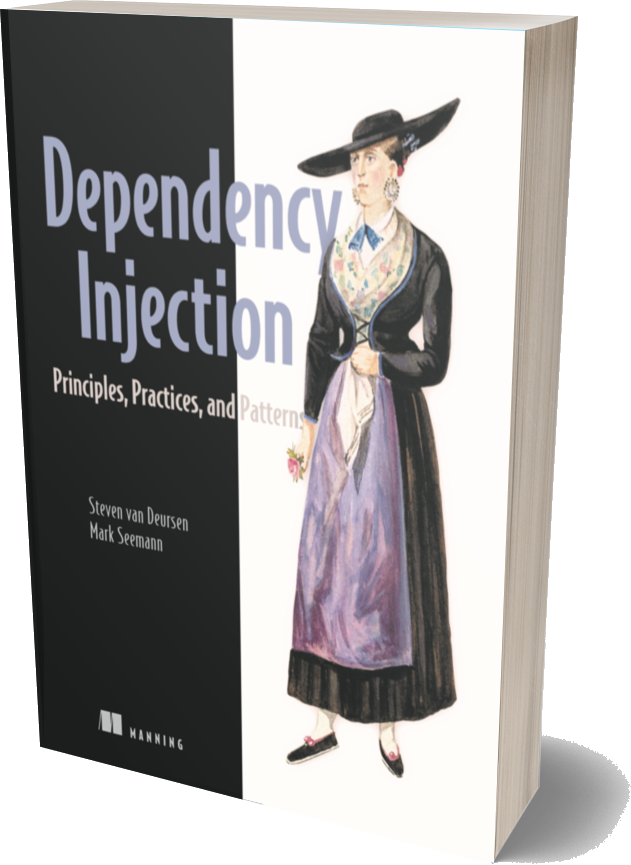 Dependency
Injection
Principles, Practices, and Patterns
Steven van Deursen
Mark Seemann
MANNING